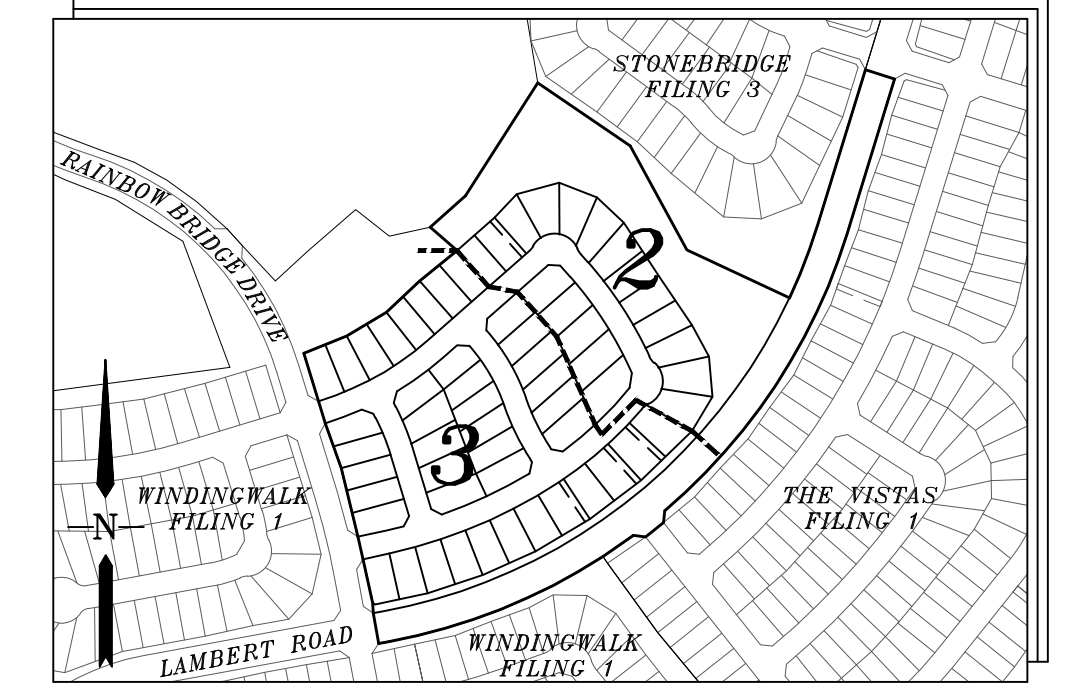 STONEBRIDGE
FILING 3
RAINBOW BRIDGE DRIVE
2
3
WINDINGWALK
FILING 1
N
THE VISTAS
FILING 1
LAMBERT ROAD
WINDINGWALK
FILING 1